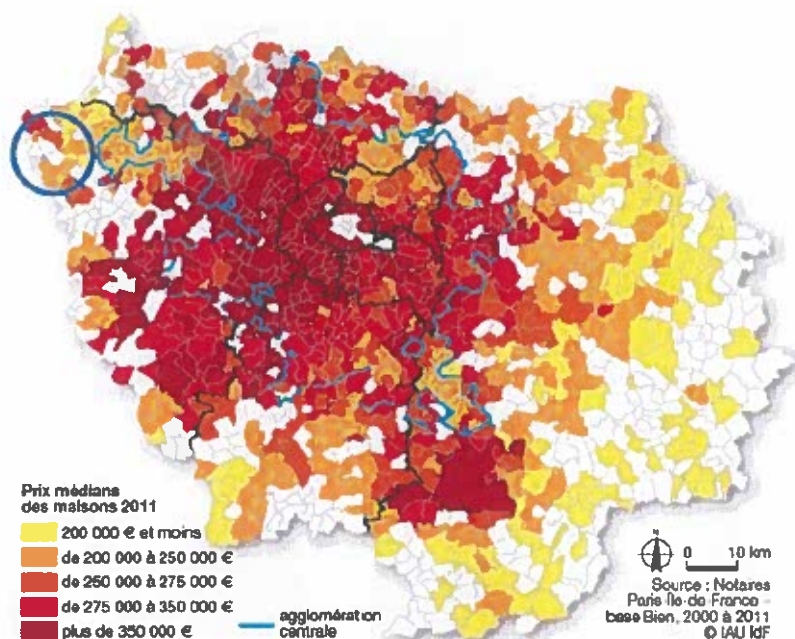 Prix médians
des maisons 2011
200 000 € et moins
de 200 000 à 250 000 €
de 250 000 à 275 000 €
de 275 000 à 350 000 €
plus de 350 000 €
agglomération
centrale
N
0 10 km
Source : Notaires
Paris Île-de-France -
base Bien, 2000 à 2011
© IAU îdF